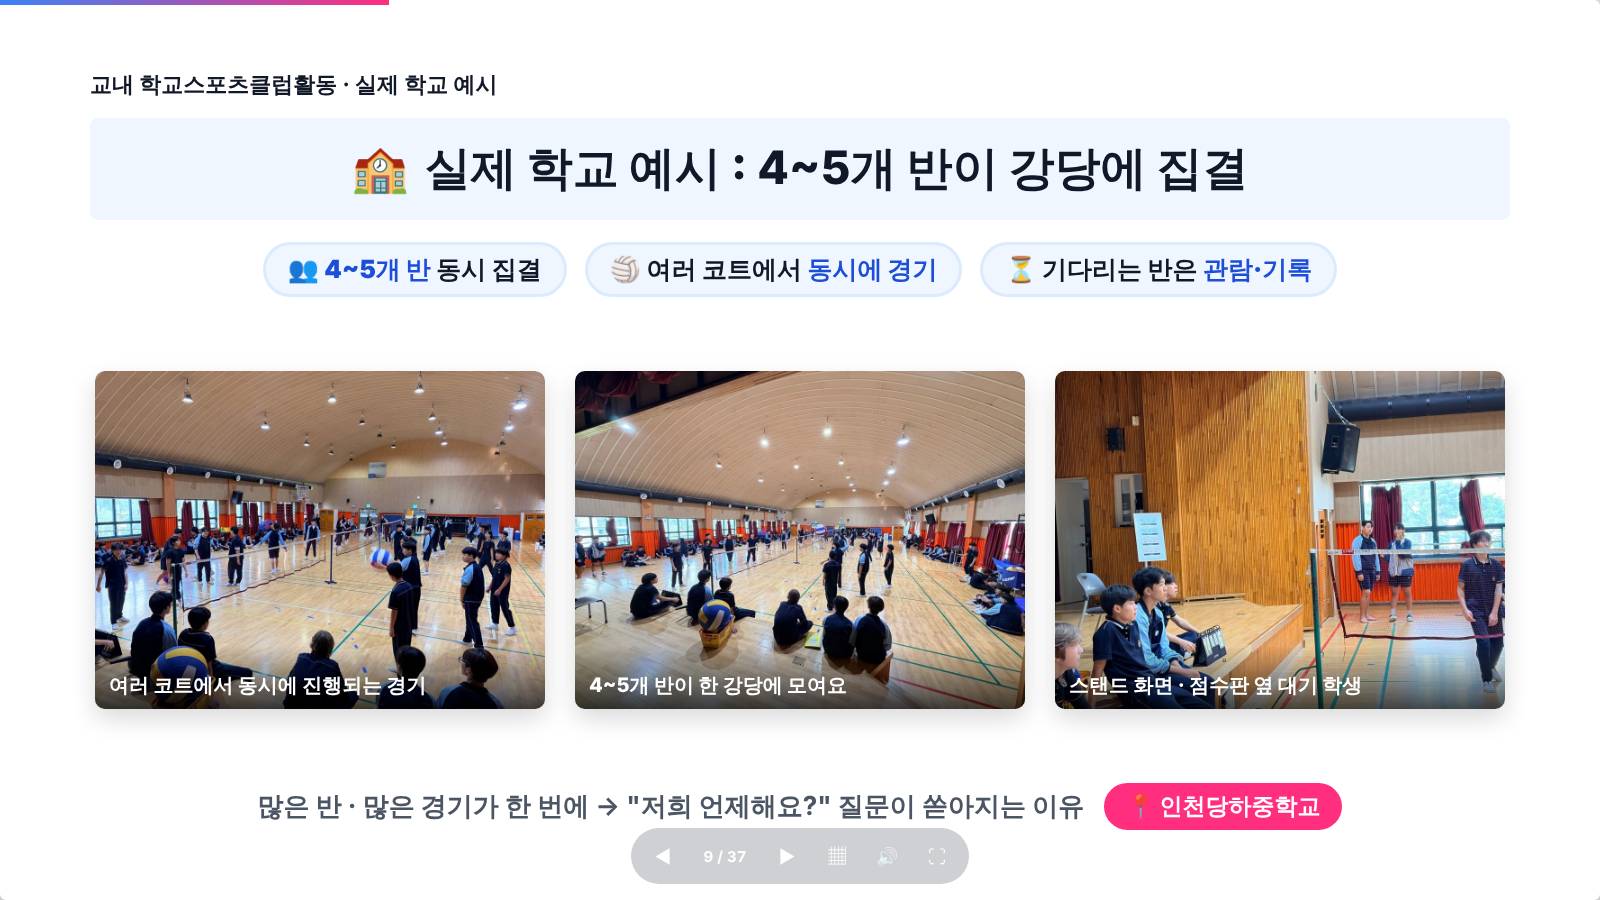 교내 학교스포츠클럽활동 · 실제 학교 예시
실제 학교 예시 : 4~5개 반이 강당에 집결
4~5개 반 동시 집결
여러 코트에서 동시에 경기
기다리는 반은 관람·기록
여러 코트에서 동시에 진행되는 경기
4~5개 반이 한 강당에 모여요
스탠드 화면 · 점수판 옆 대기 학생
많은 반 · 많은 경기가 한 번에 → "저희 언제해요?" 질문이 쏟아지는 이유
인천당하중학교
9 / 37